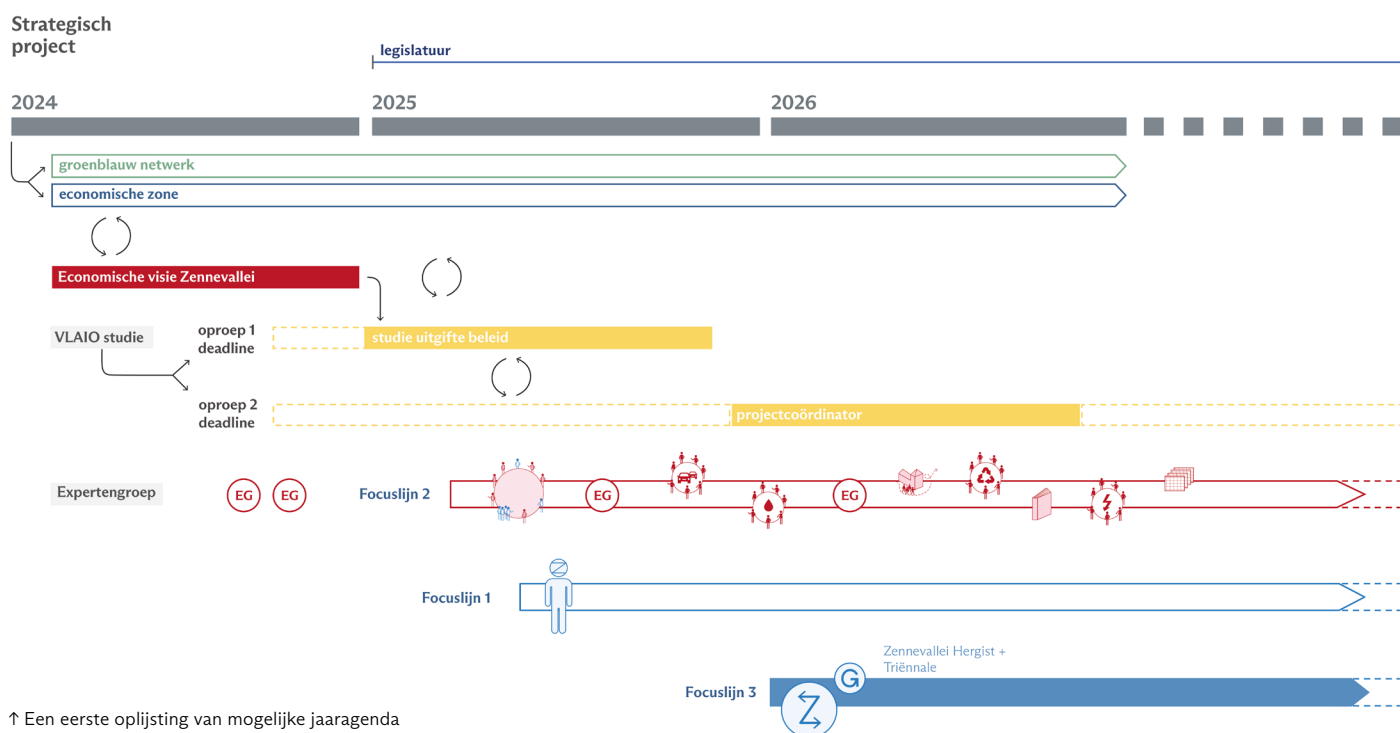 Strategisch
project
legislatuur
2024
2025
2026
groenblauw netwerk
economische zone
Economische visie Zennevallei
VLAIO studie
oproep 1
deadline
studie uitgifte beleid
oproep 2
deadline
projectcoördinator
Expertengroep
EG
EG
Focuslijn 2
EG
EG
Focuslijn 1
Zennevallei Hergist +
Triënnale
G
Focuslijn 3
Z
↑ Een eerste oplijsting van mogelijke jaaragenda